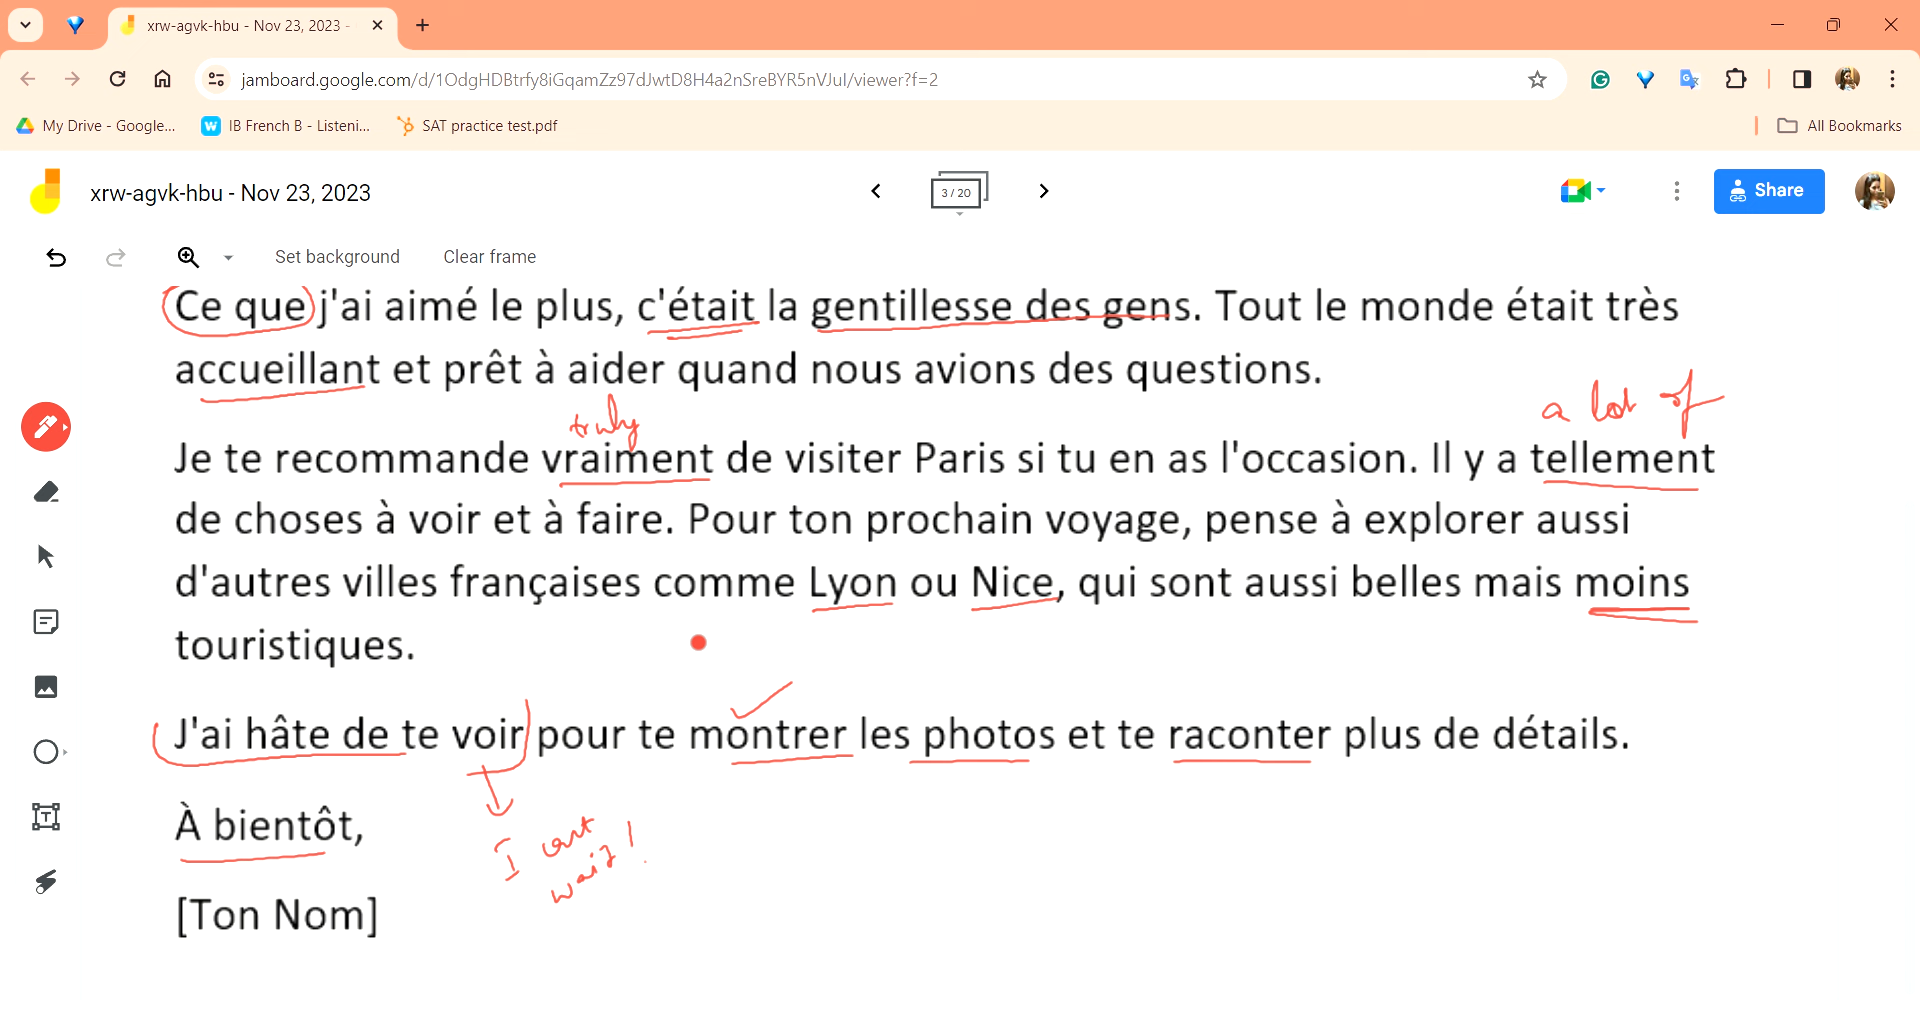 xrw-agvk-hbu - Nov 23, 2023 -
jamboard.google.com/d/1OdgHDBtrfy8iGqamZz97dJwtD8H4a2nSreBYR5nVJuI/viewer?f=2
My Drive - Google... IB French B - Listeni... SAT practice test.pdf All Bookmarks
xrw-agvk-hbu - Nov 23, 2023 3 / 20 Share
Set background Clear frame
Ce que j'ai aimé le plus, c'était la gentillesse des gens. Tout le monde était très
accueillant et prêt à aider quand nous avions des questions.
truly a lot of
Je te recommande vraiment de visiter Paris si tu en as l'occasion. Il y a tellement
de choses à voir et à faire. Pour ton prochain voyage, pense à explorer aussi
d'autres villes françaises comme Lyon ou Nice, qui sont aussi belles mais moins
touristiques.
J'ai hâte de te voir pour te montrer les photos et te raconter plus de détails.
À bientôt,
I cant
wait!
[Ton Nom]